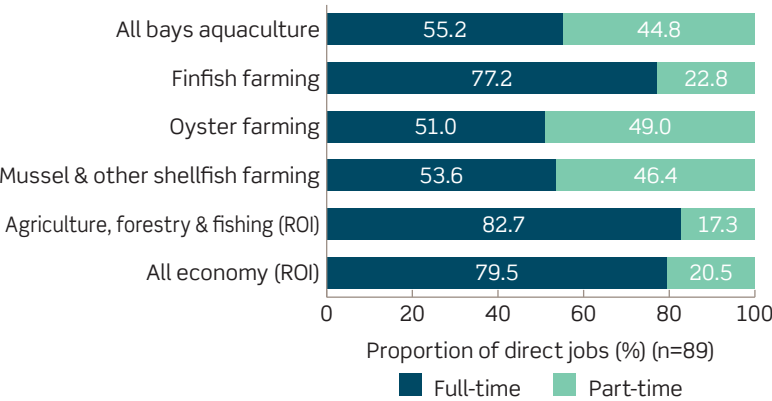 All bays aquaculture 55.2 44.8
Finfish farming 77.2 22.8
Oyster farming 51.0 49.0
Mussel & other shellfish farming 53.6 46.4
Agriculture, forestry & fishing (ROI) 82.7 17.3
All economy (ROI) 79.5 20.5
0 20 40 60 80 100
Proportion of direct jobs (%) (n=89)
Full-time Part-time